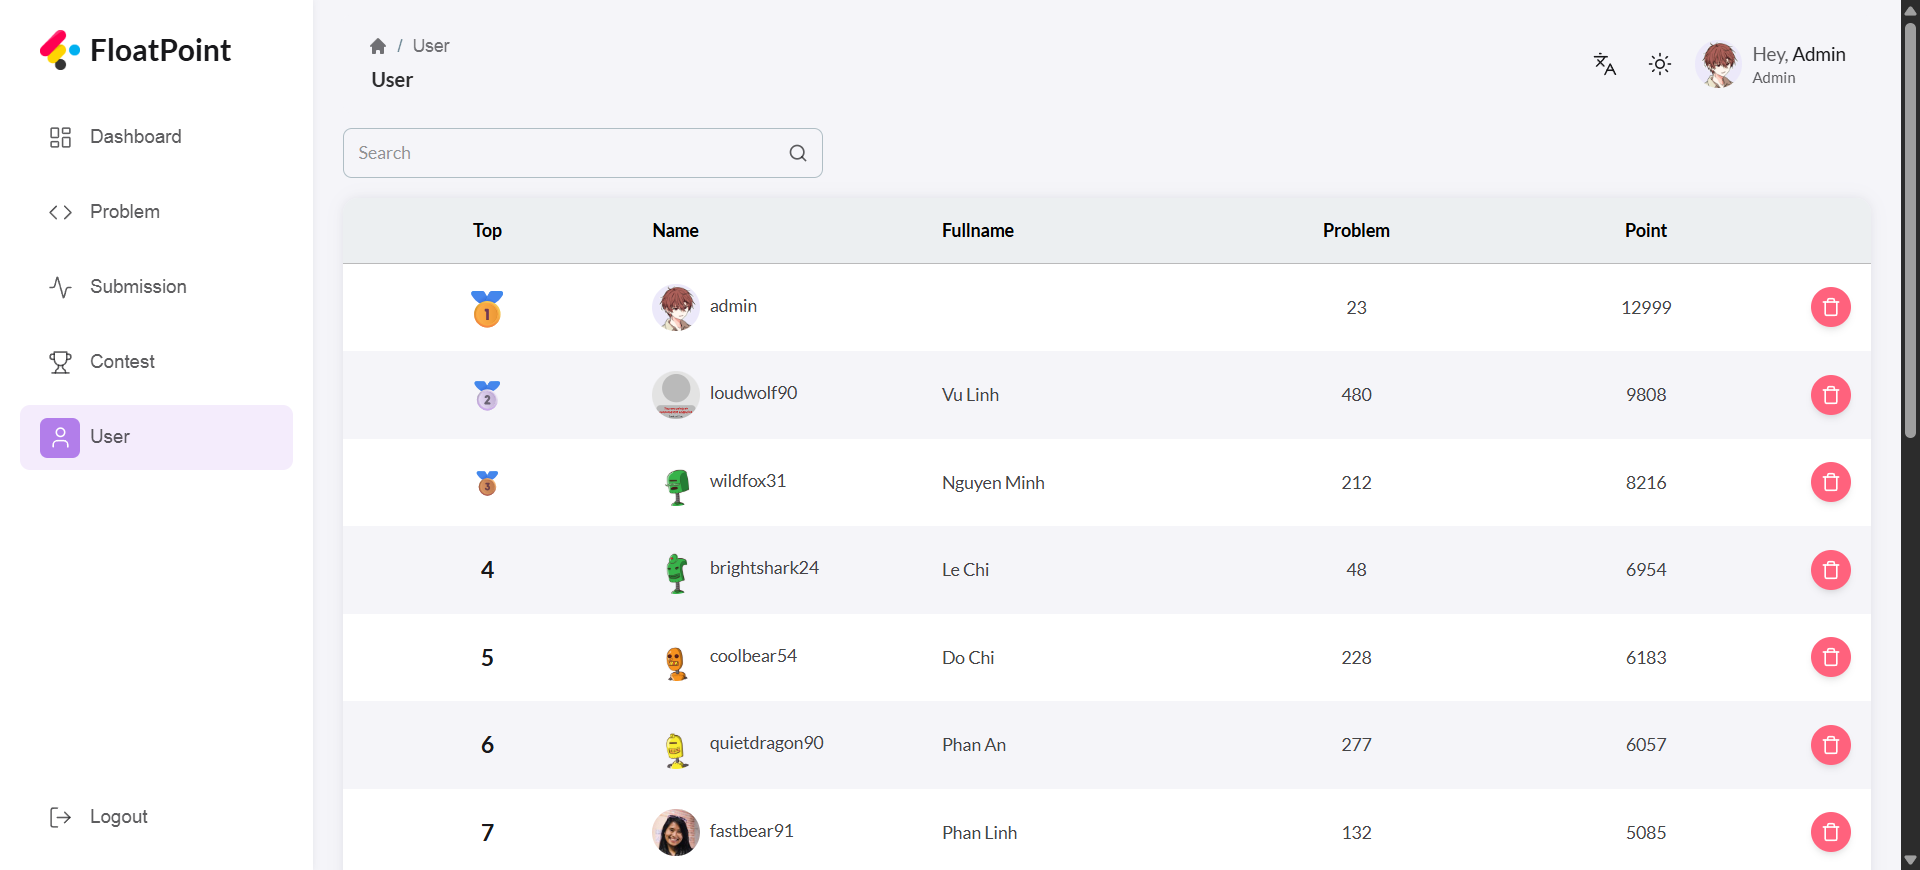 FloatPoint
Dashboard
Problem
Submission
Contest
User
Logout
/ User
User
Hey, Admin
Admin
Search
Top Name Fullname Problem Point
1 admin 23 12999
2 loudwolf90 Vu Linh 480 9808
3 wildfox31 Nguyen Minh 212 8216
4 brightshark24 Le Chi 48 6954
5 coolbear54 Do Chi 228 6183
6 quietdragon90 Phan An 277 6057
7 fastbear91 Phan Linh 132 5085